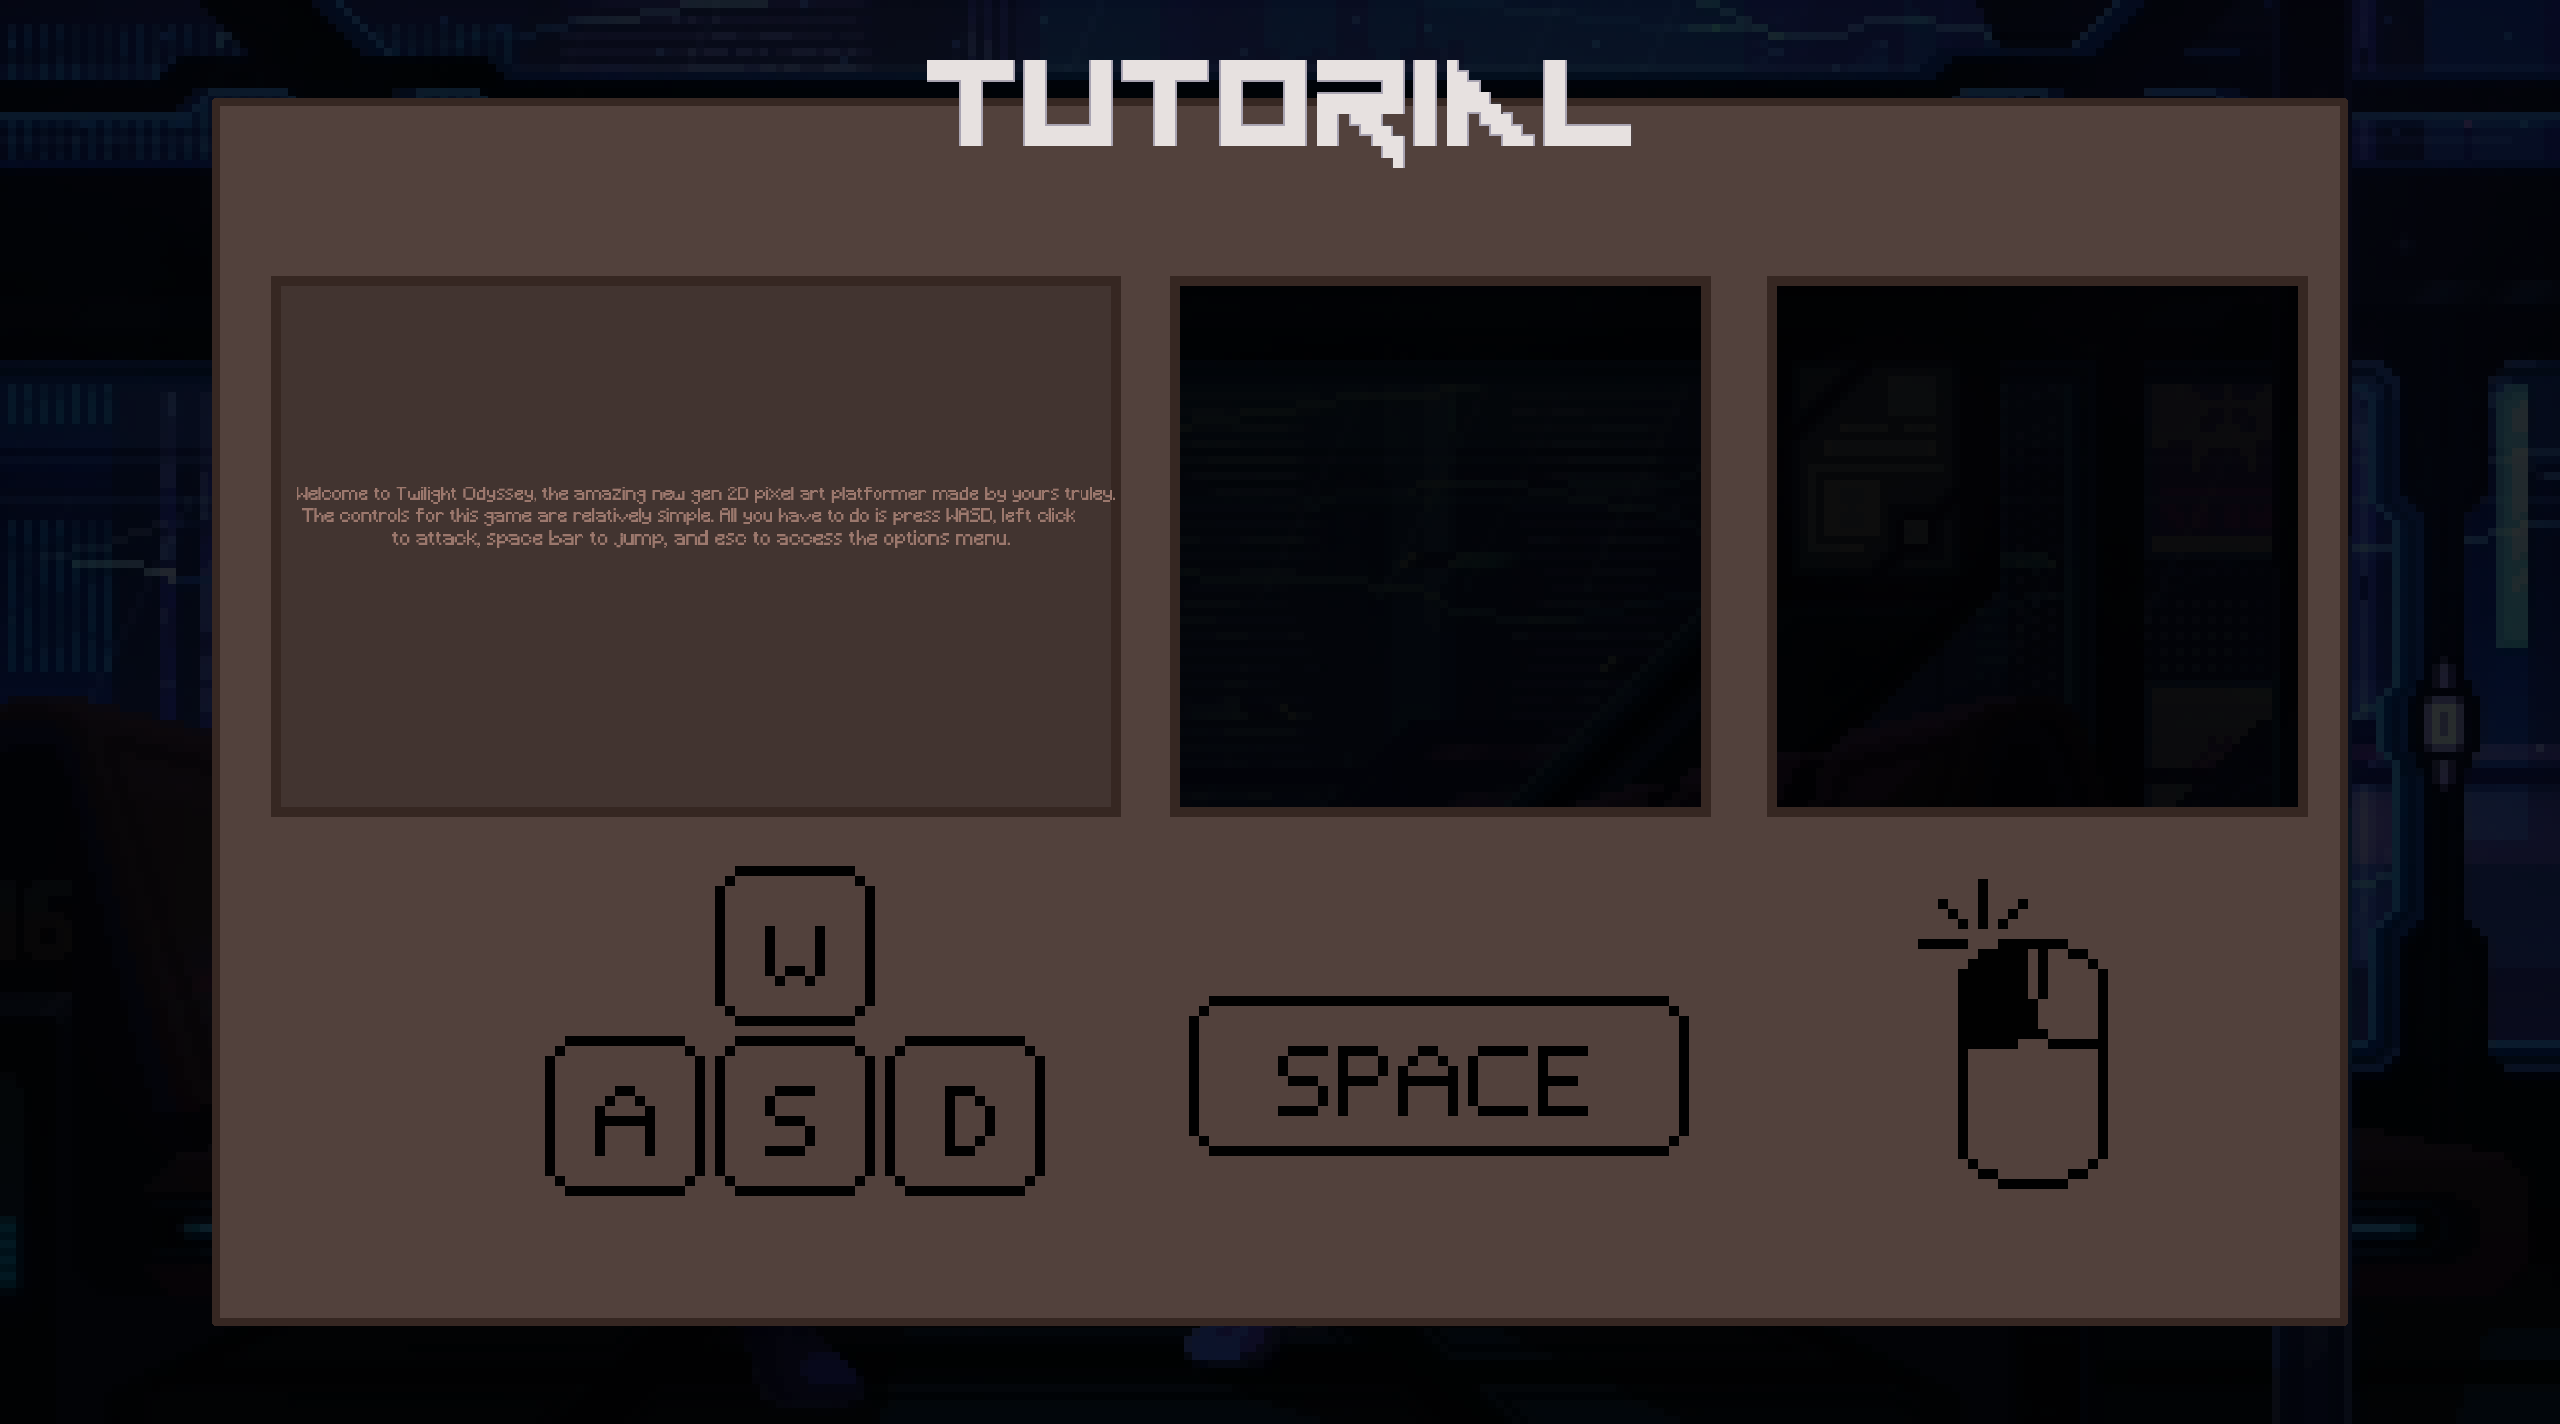 TUTORIAL
Welcome to Twilight Odyssey, the amazing new gen 2D pixel art platformer made by yours truley.
The controls for this game are relatively simple. All you have to do is press WASD, left click
to attack, space bar to jump, and esc to access the options menu.
W
A S D
SPACE